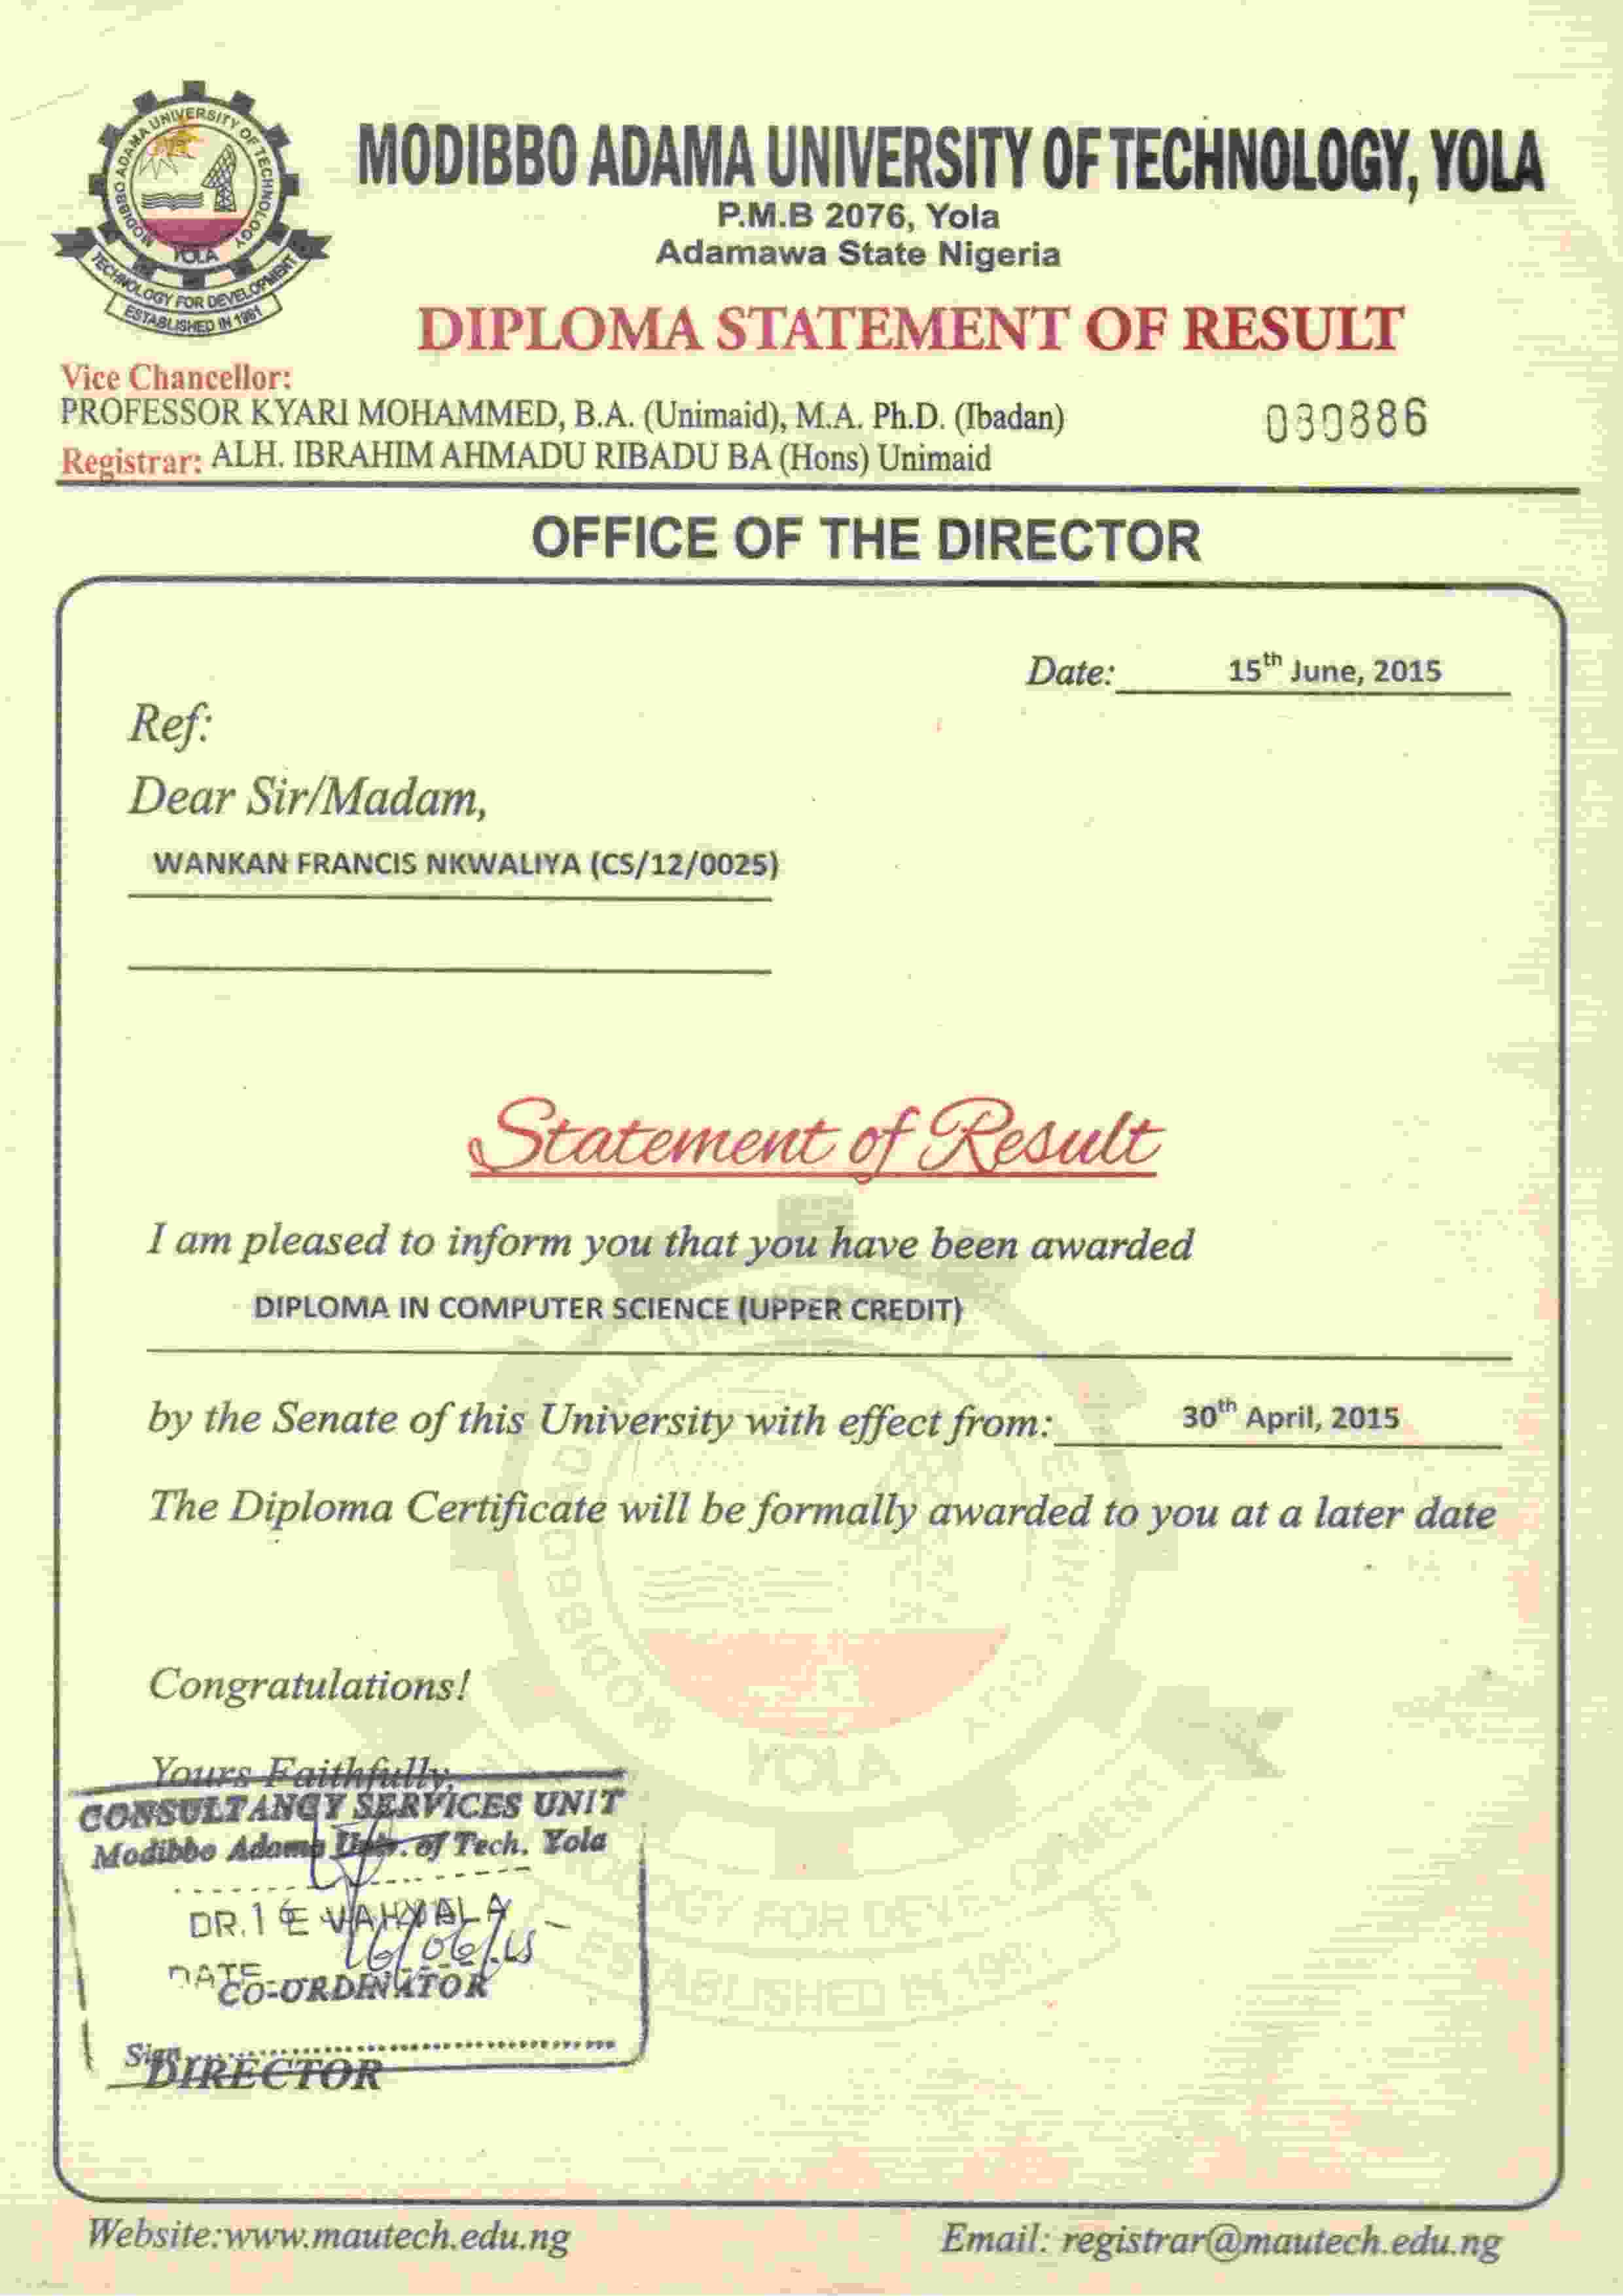 MODIBBO ADAMA UNIVERSITY OF TECHNOLOGY
YOLA
TECHNOLOGY FOR DEVELOPMENT
ESTABLISHED IN 1981
MODIBBO ADAMA UNIVERSITY OF TECHNOLOGY, YOLA
P.M.B 2076, Yola
Adamawa State Nigeria
DIPLOMA STATEMENT OF RESULT
Vice Chancellor:
PROFESSOR KYARI MOHAMMED, B.A. (Unimaid), M.A. Ph.D. (Ibadan)
030886
Registrar: ALH. IBRAHIM AHMADU RIBADU BA (Hons) Unimaid
OFFICE OF THE DIRECTOR
Date: 15th June, 2015
Ref:
Dear Sir/Madam,
WANKAN FRANCIS NKWALIYA (CS/12/0025)
Statement of Result
I am pleased to inform you that you have been awarded
DIPLOMA IN COMPUTER SCIENCE (UPPER CREDIT)
by the Senate of this University with effect from: 30th April, 2015
The Diploma Certificate will be formally awarded to you at a later date
Congratulations!
Yours Faithfully,
CONSULTANCY SERVICES UNIT
Modibbo Adama Univ. of Tech. Yola
DR. I E
16/06/15
DATE
CO-ORDINATOR
Sign
DIRECTOR
Website:www.mautech.edu.ng
Email: registrar@mautech.edu.ng